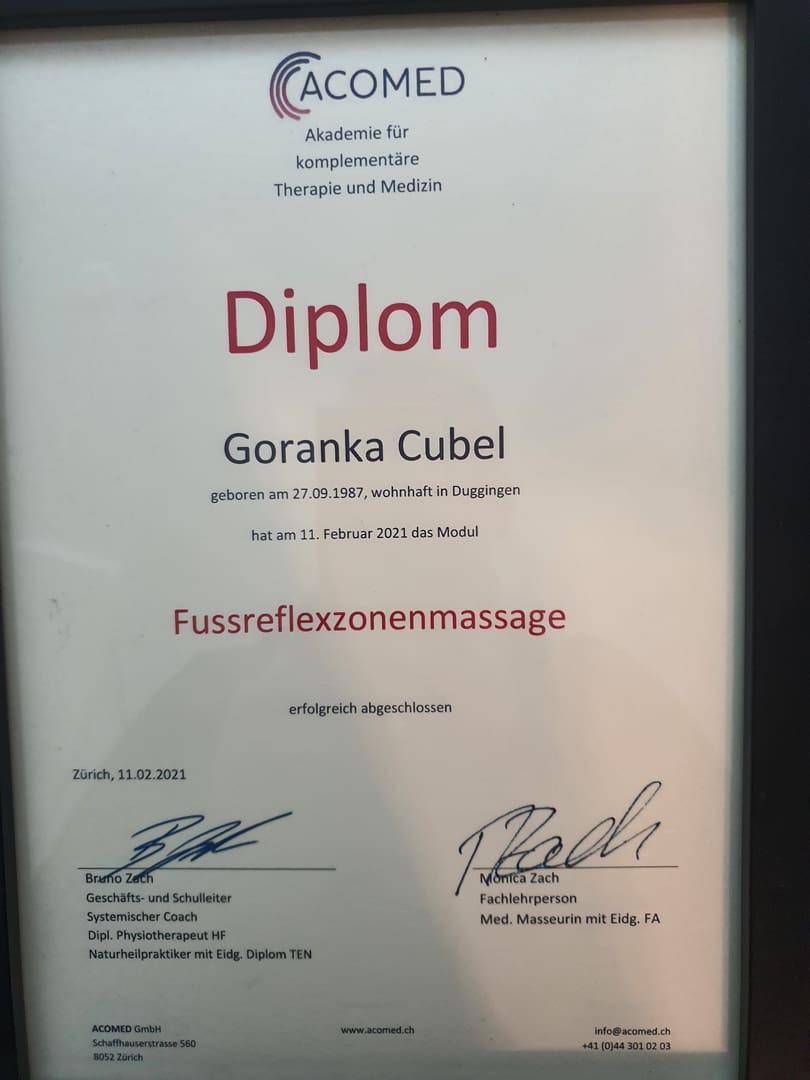 ACOMED
Akademie für
komplementäre
Therapie und Medizin
Diplom
Goranka Cubel
geboren am 27.09.1987, wohnhaft in Duggingen
hat am 11. Februar 2021 das Modul
Fussreflexzonenmassage
erfolgreich abgeschlossen
Zürich, 11.02.2021
Bruno Zach
Geschäfts- und Schulleiter
Systemischer Coach
Dipl. Physiotherapeut HF
Naturheilpraktiker mit Eidg. Diplom TEN
Monica Zach
Fachlehrperson
Med. Masseurin mit Eidg. FA
ACOMED GmbH
Schaffhauserstrasse 560
8052 Zürich
www.acomed.ch
info@acomed.ch
+41 (0)44 301 02 03